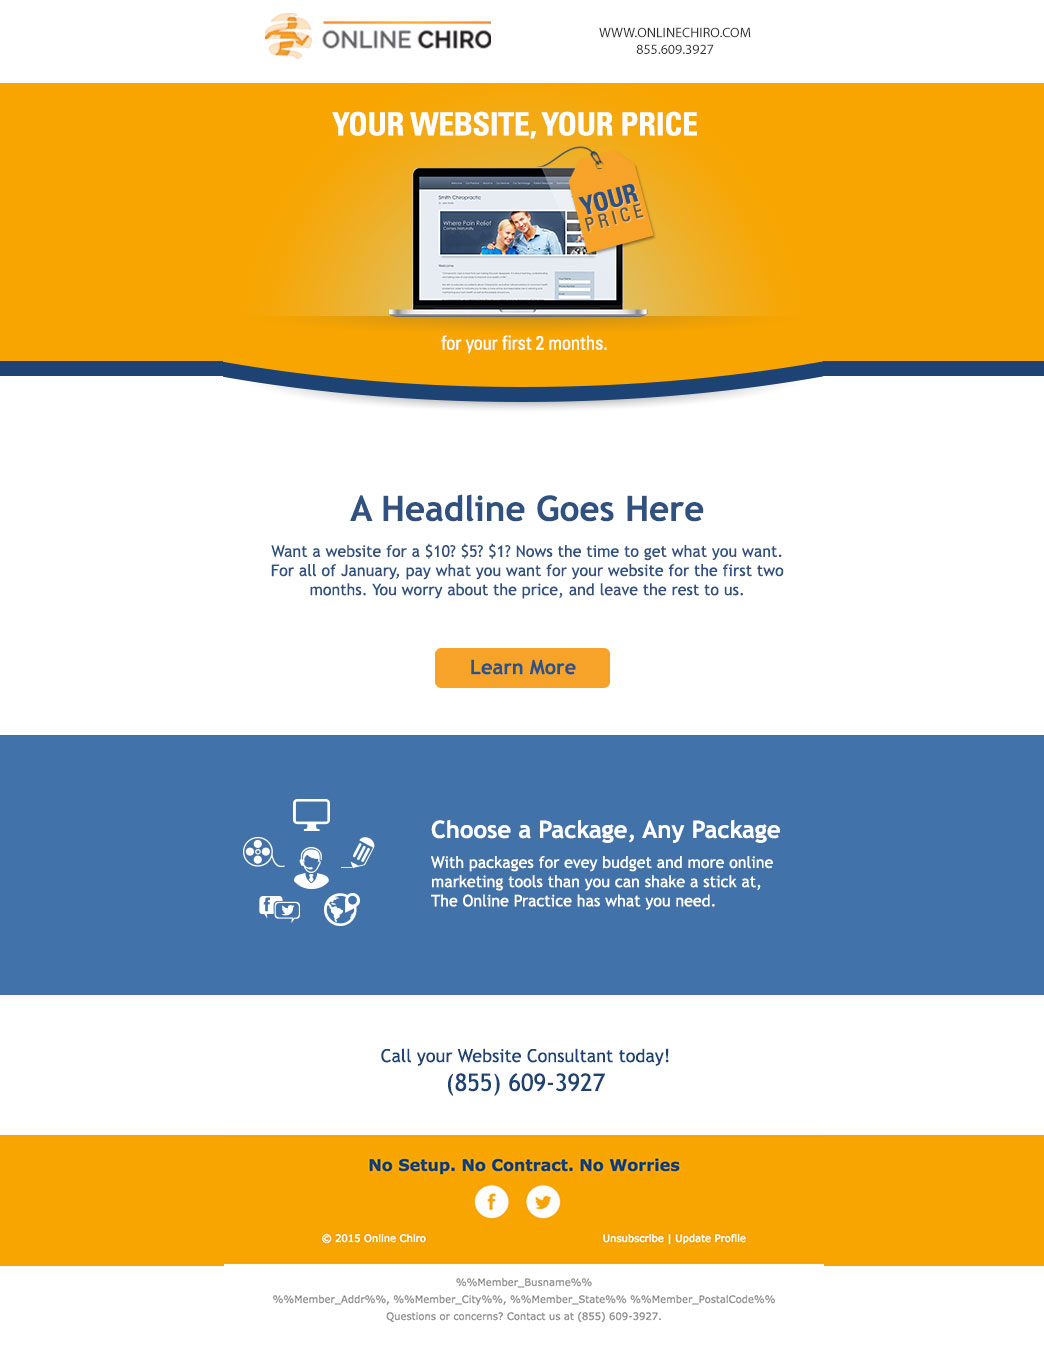 ONLINE CHIRO
WWW.ONLINECHIRO.COM
855.609.3927
YOUR WEBSITE, YOUR PRICE
YOUR
PRICE
Smith Chiropractic
Where Pain Relief
Comes Naturally
Welcome
for your first 2 months.
A Headline Goes Here
Want a website for a $10? $5? $1? Nows the time to get what you want.
For all of January, pay what you want for your website for the first two
months. You worry about the price, and leave the rest to us.
Learn More
Choose a Package, Any Package
With packages for evey budget and more online
marketing tools than you can shake a stick at,
The Online Practice has what you need.
Call your Website Consultant today!
(855) 609-3927
No Setup. No Contract. No Worries
© 2015 Online Chiro
Unsubscribe | Update Profile
%%Member_Busname%%
%%Member_Addr%%, %%Member_City%%, %%Member_State%% %%Member_PostalCode%%
Questions or concerns? Contact us at (855) 609-3927.